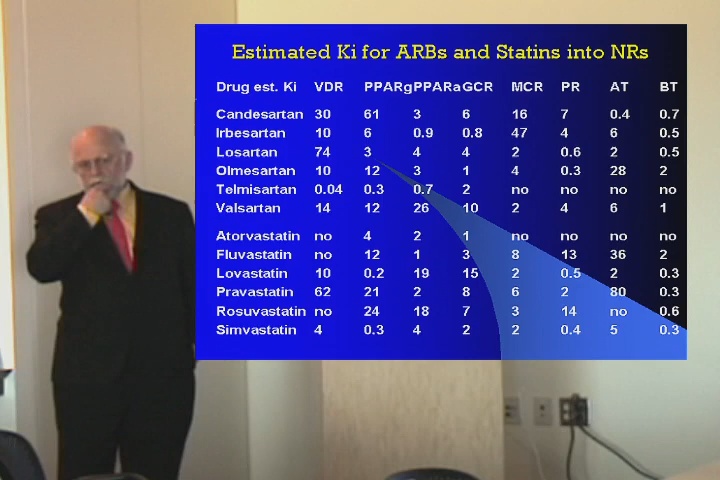 Estimated Ki for ARBs and Statins into NRs
Drug est. Ki VDR PPARg PPARa GCR MCR PR AT BT
Candesartan 30 61 3 6 16 7 0.4 0.7
Irbesartan 10 6 0.9 0.8 47 4 6 0.5
Losartan 74 3 4 4 2 0.6 2 0.5
Olmesartan 10 12 3 1 4 0.3 28 2
Telmisartan 0.04 0.3 0.7 2 no no no no
Valsartan 14 12 26 10 2 4 6 1
Atorvastatin no 4 2 1 no no no no
Fluvastatin no 12 1 3 8 13 36 2
Lovastatin 10 0.2 19 15 2 0.5 2 0.3
Pravastatin 62 21 2 8 6 2 80 0.3
Rosuvastatin no 24 18 7 3 14 no 0.6
Simvastatin 4 0.3 4 2 2 0.4 5 0.3